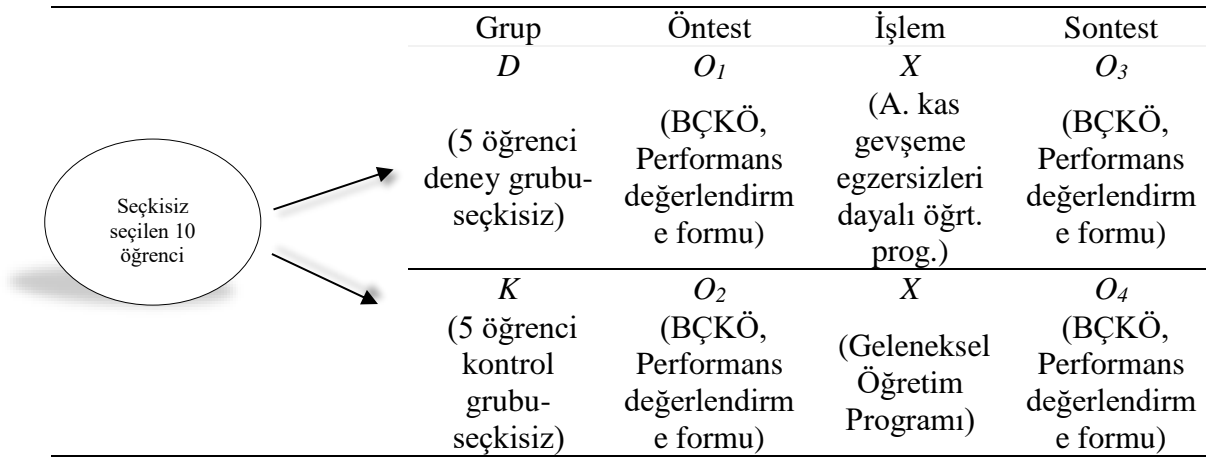 Grup Öntest İşlem Sontest
D O1 X O3
(5 öğrenci
deney grubu-
seçkisiz)
(BÇKÖ,
Performans
değerlendirm
e formu)
(A. kas
gevşeme
egzersizleri
dayalı öğrt.
prog.)
(BÇKÖ,
Performans
değerlendirm
e formu)
Seçkisiz
seçilen 10
öğrenci
K O2 X O4
(5 öğrenci
kontrol
grubu-
seçkisiz)
(BÇKÖ,
Performans
değerlendirm
e formu)
(Geleneksel
Öğretim
Programı)
(BÇKÖ,
Performans
değerlendirm
e formu)